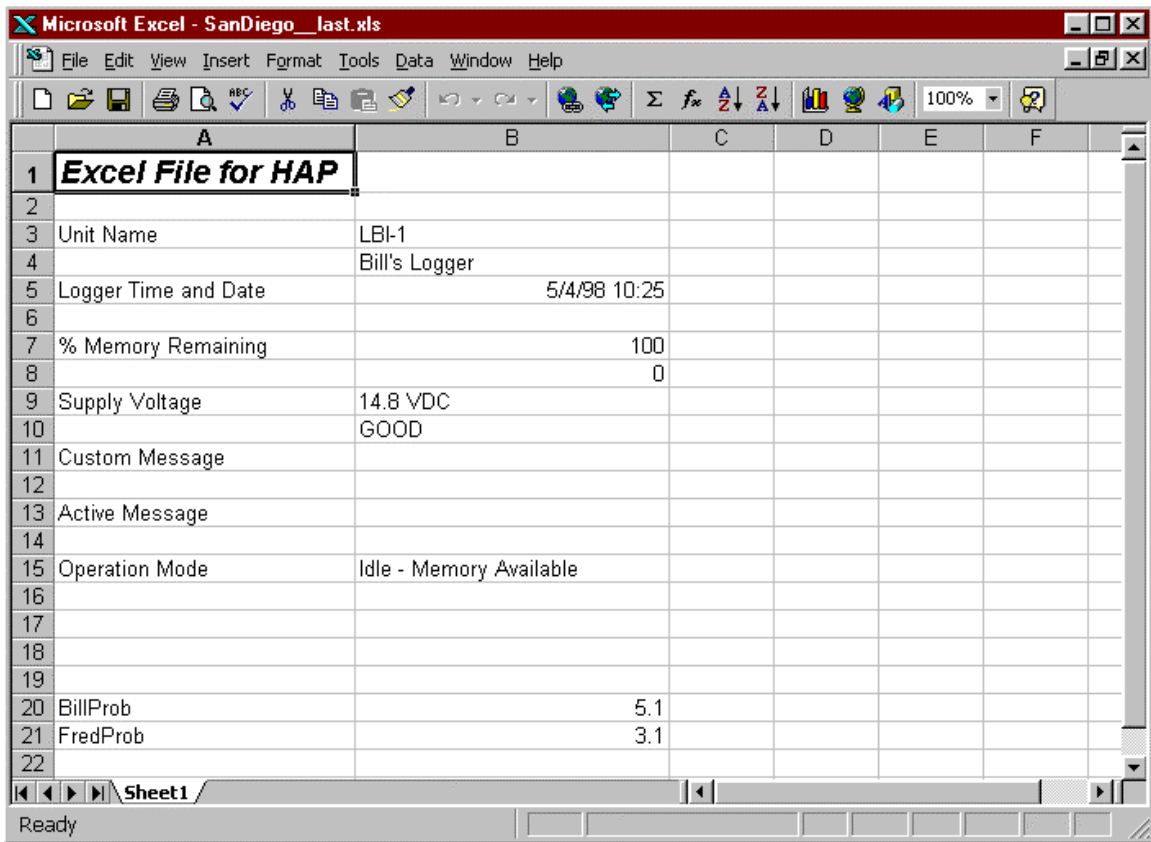 Microsoft Excel - SanDiego__last.xls
File Edit View Insert Format Tools Data Window Help
ABC Σ fx A Z Z A 100% ?
A B C D E F
1 Excel File for HAP
2
3 Unit Name LBI-1
4 Bill's Logger
5 Logger Time and Date 5/4/98 10:25
6
7 % Memory Remaining 100
8 0
9 Supply Voltage 14.8 VDC
10 GOOD
11 Custom Message
12
13 Active Message
14
15 Operation Mode Idle - Memory Available
16
17
18
19
20 BillProb 5.1
21 FredProb 3.1
22
Sheet1
Ready